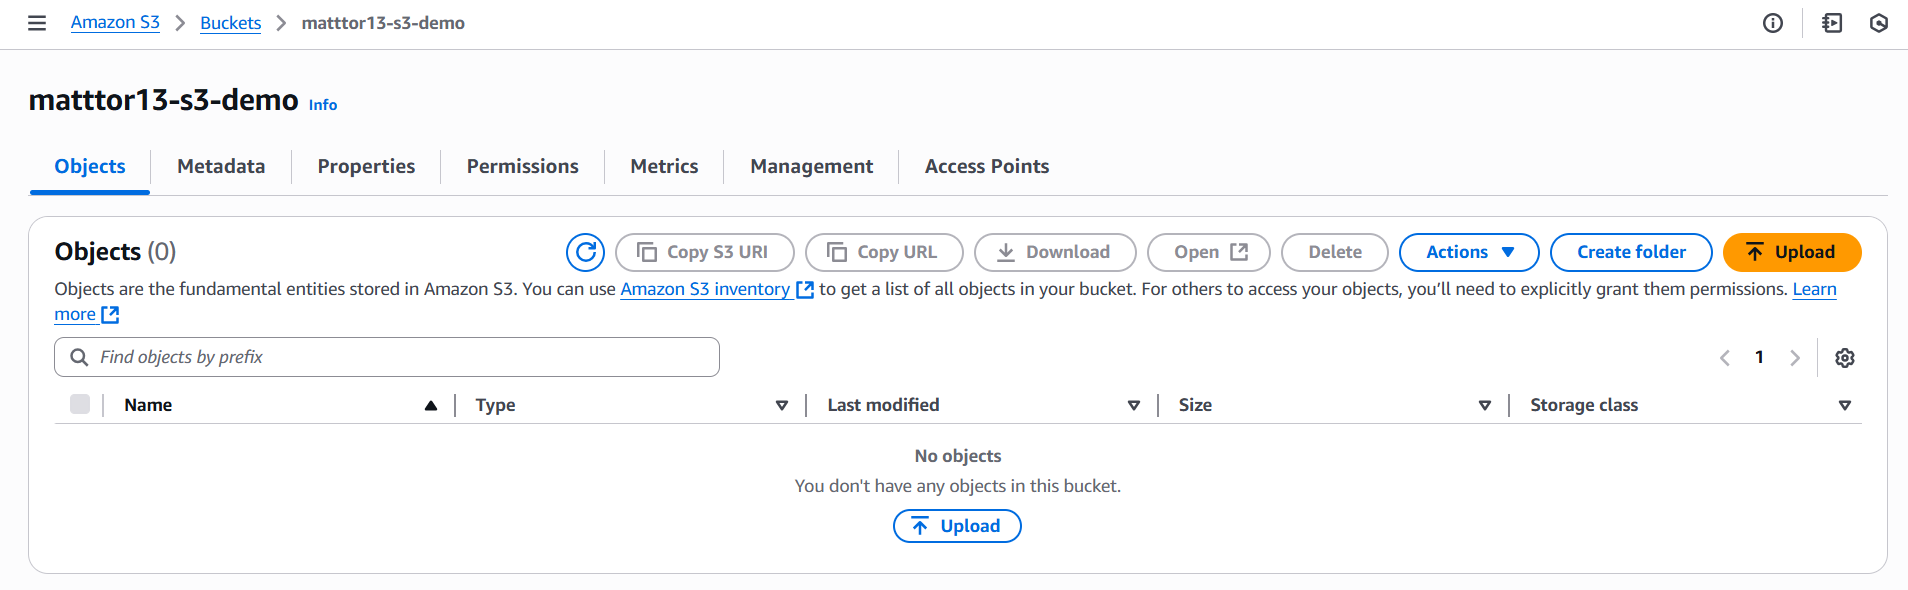 Amazon S3 > Buckets > matttor13-s3-demo
matttor13-s3-demo Info
Objects Metadata Properties Permissions Metrics Management Access Points
Objects (0) Copy S3 URI Copy URL Download Open Delete Actions Create folder Upload
Objects are the fundamental entities stored in Amazon S3. You can use Amazon S3 inventory to get a list of all objects in your bucket. For others to access your objects, you’ll need to explicitly grant them permissions. Learn
more
Find objects by prefix 1
Name Type Last modified Size Storage class
No objects
You don't have any objects in this bucket.
Upload